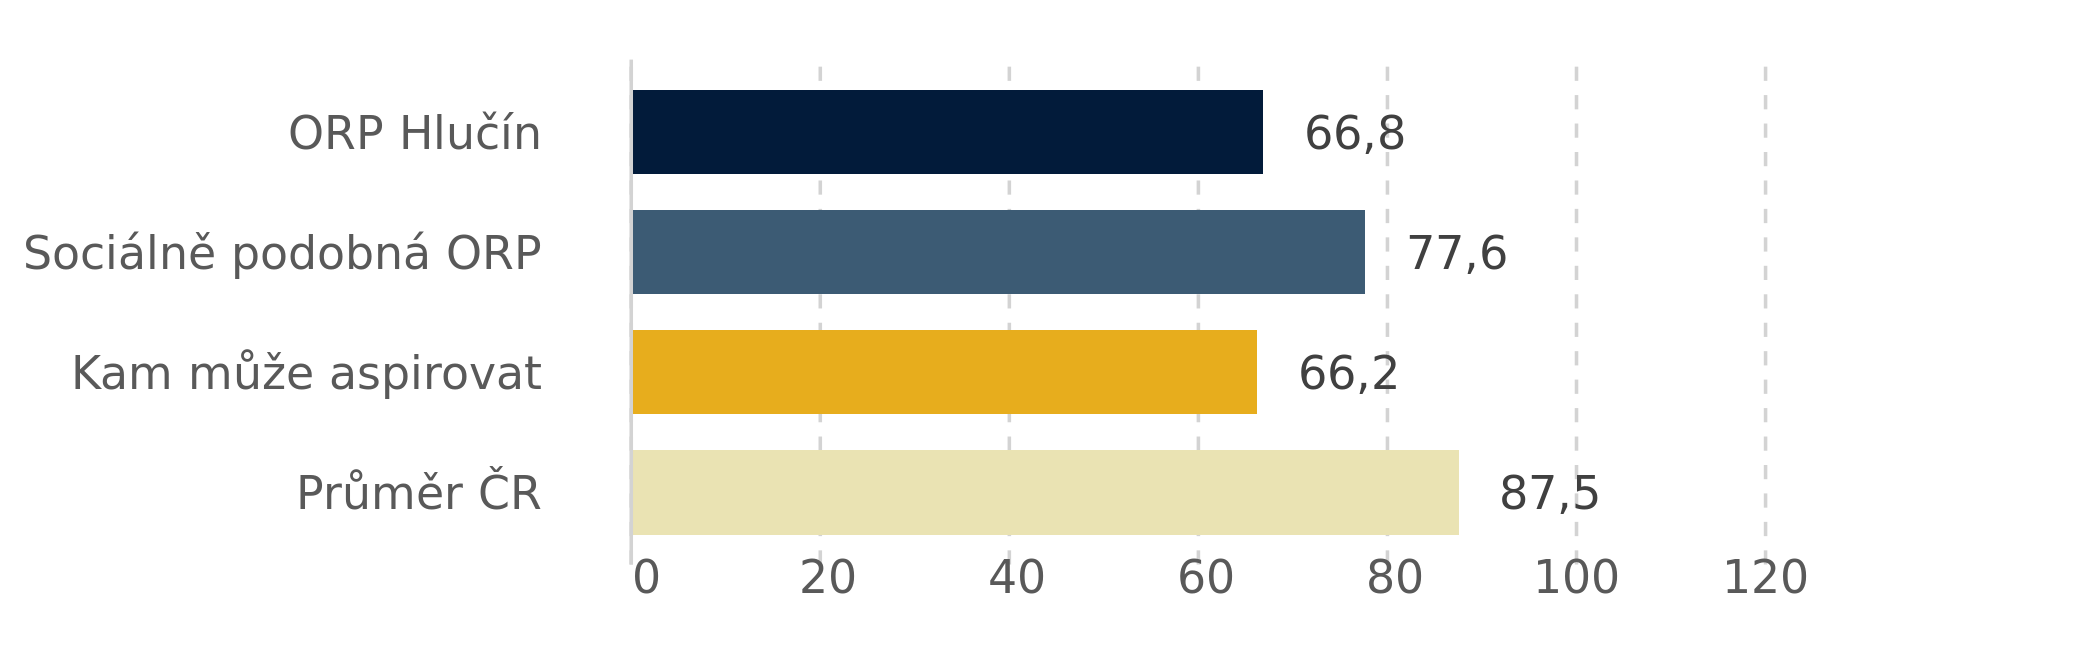 ORP Hlučín 66,8
Sociálně podobná ORP 77,6
Kam může aspirovat 66,2
Průměr ČR 87,5
0 20 40 60 80 100 120